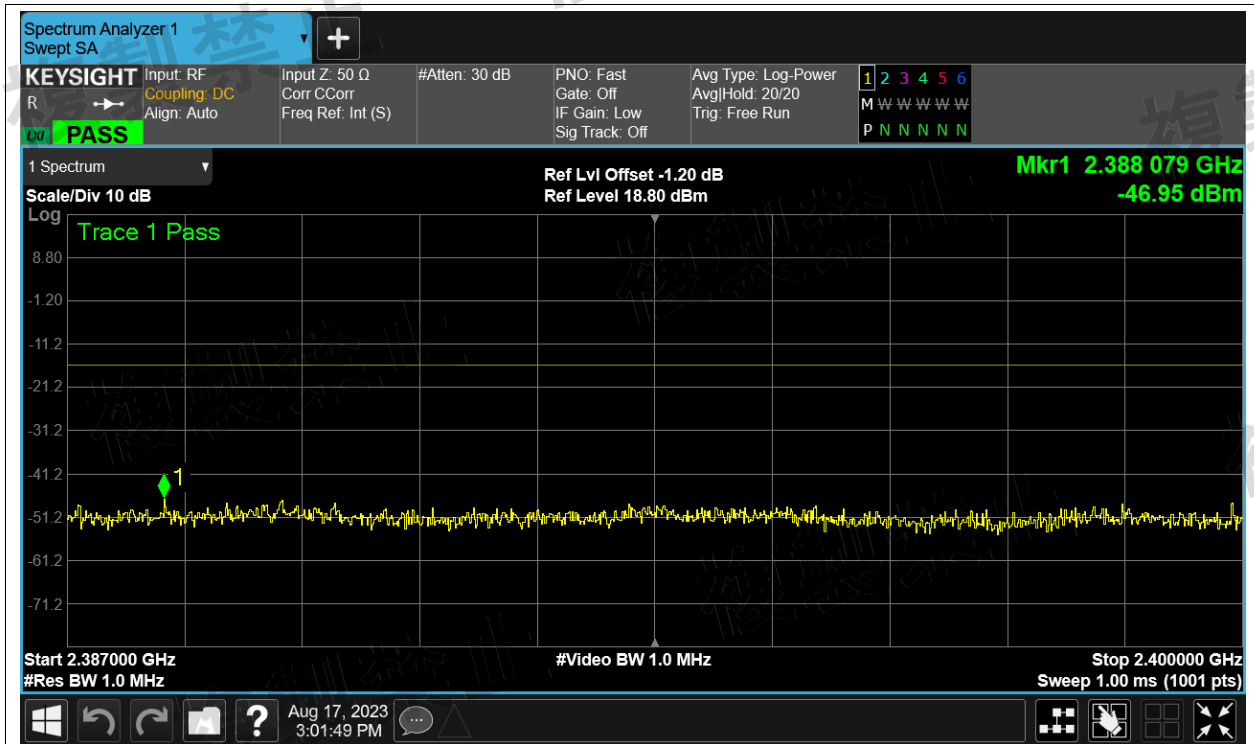 Spectrum Analyzer 1
Swept SA
+
KEYSIGHT
R
LXI PASS
Input: RF
Coupling: DC
Align: Auto
Input Z: 50 Ω
Corr CCorr
Freq Ref: Int (S)
#Atten: 30 dB
PNO: Fast
Gate: Off
IF Gain: Low
Sig Track: Off
Avg Type: Log-Power
Avg|Hold: 20/20
Trig: Free Run
1 2 3 4 5 6
M W W W W W
P N N N N N
1 Spectrum
Scale/Div 10 dB
Ref Lvl Offset -1.20 dB
Ref Level 18.80 dBm
Mkr1 2.388 079 GHz
-46.95 dBm
Log
Trace 1 Pass
8.80
-1.20
-11.2
-21.2
-31.2
-41.2
1
-51.2
-61.2
-71.2
Start 2.387000 GHz
#Video BW 1.0 MHz
Stop 2.400000 GHz
#Res BW 1.0 MHz
Sweep 1.00 ms (1001 pts)
?
Aug 17, 2023
3:01:49 PM
複製禁止